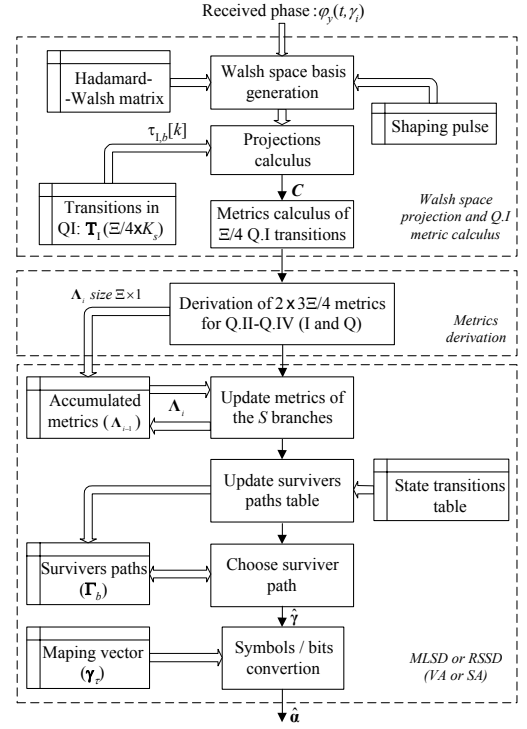 Received phase : φy(t,γi)
Hadamard-
-Walsh matrix
Walsh space basis
generation
Shaping pulse
τI,b[k]
Projections
calculus
Transitions in
QI: TI (Ξ/4xKs)
C
Metrics calculus of
Ξ/4 Q.I transitions
Walsh space
projection and Q.I
metric calculus
Λi size Ξ×1
Derivation of 2 x 3Ξ/4 metrics
for Q.II-Q.IV (I and Q)
Metrics
derivation
Accumulated
metrics (Λi-1)
Λi
Update metrics of
the S branches
Update survivers
paths table
State transitions
table
Survivers paths
(Γb)
Choose surviver
path
γ̂
Maping vector
(γτ)
Symbols / bits
convertion
MLSD or RSSD
(VA or SA)
α̂